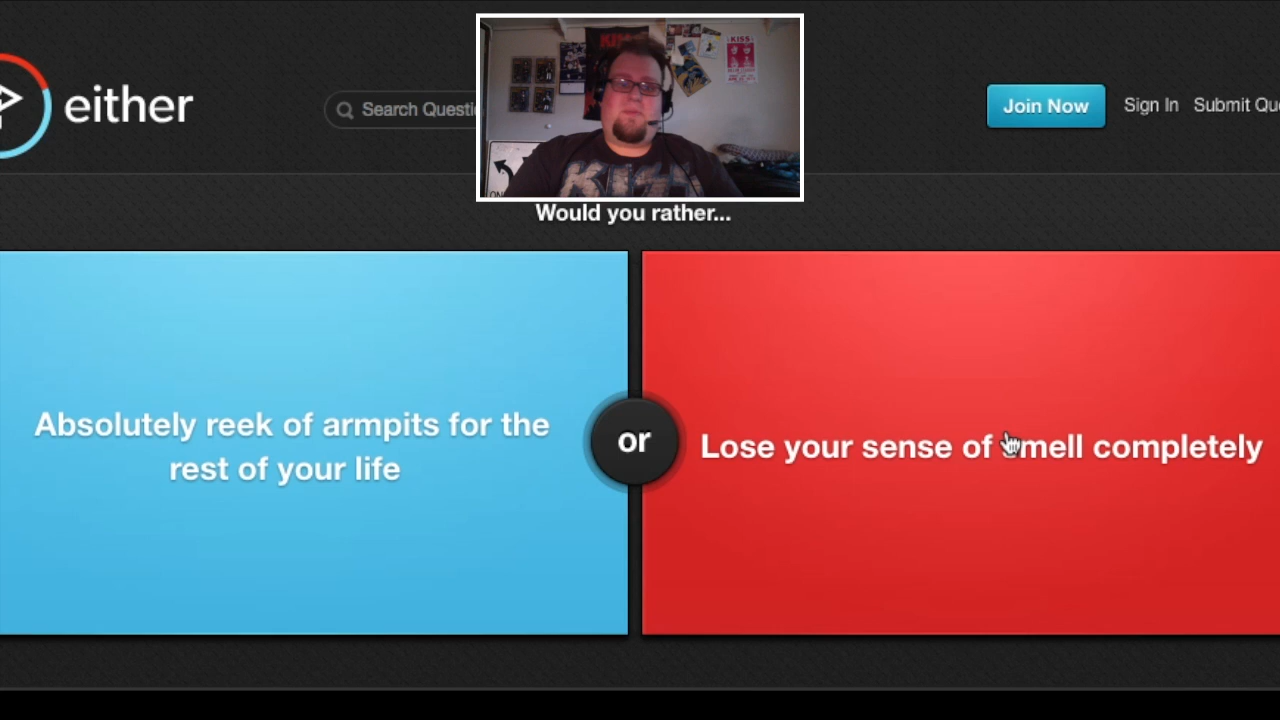 either
Search Questi
Join Now
Sign In
Submit Qu
KISS
Would you rather...
Absolutely reek of armpits for the
rest of your life
or
Lose your sense of smell completely